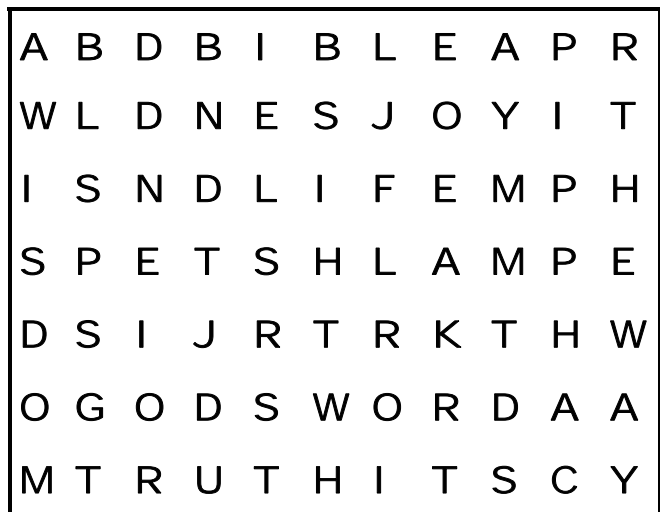 A B D B I B L E A P R
W L D N E S J O Y I T
I S N D L I F E M P H
S P E T S H L A M P E
D S I J R T R K T H W
O G O D S W O R D A A
M T R U T H I T S C Y